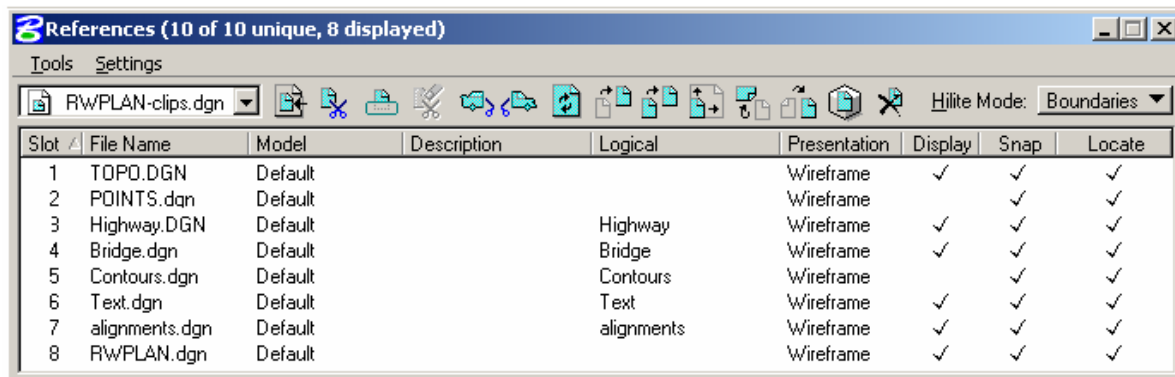 References (10 of 10 unique, 8 displayed)
Tools Settings
RWPLAN-clips.dgn Hilite Mode: Boundaries
Slot File Name Model Description Logical Presentation Display Snap Locate
1 TOPO.DGN Default Wireframe ✓ ✓ ✓
2 POINTS.dgn Default Wireframe ✓ ✓
3 Highway.DGN Default Highway Wireframe ✓ ✓ ✓
4 Bridge.dgn Default Bridge Wireframe ✓ ✓ ✓
5 Contours.dgn Default Contours Wireframe ✓ ✓
6 Text.dgn Default Text Wireframe ✓ ✓ ✓
7 alignments.dgn Default alignments Wireframe ✓ ✓ ✓
8 RWPLAN.dgn Default Wireframe ✓ ✓ ✓